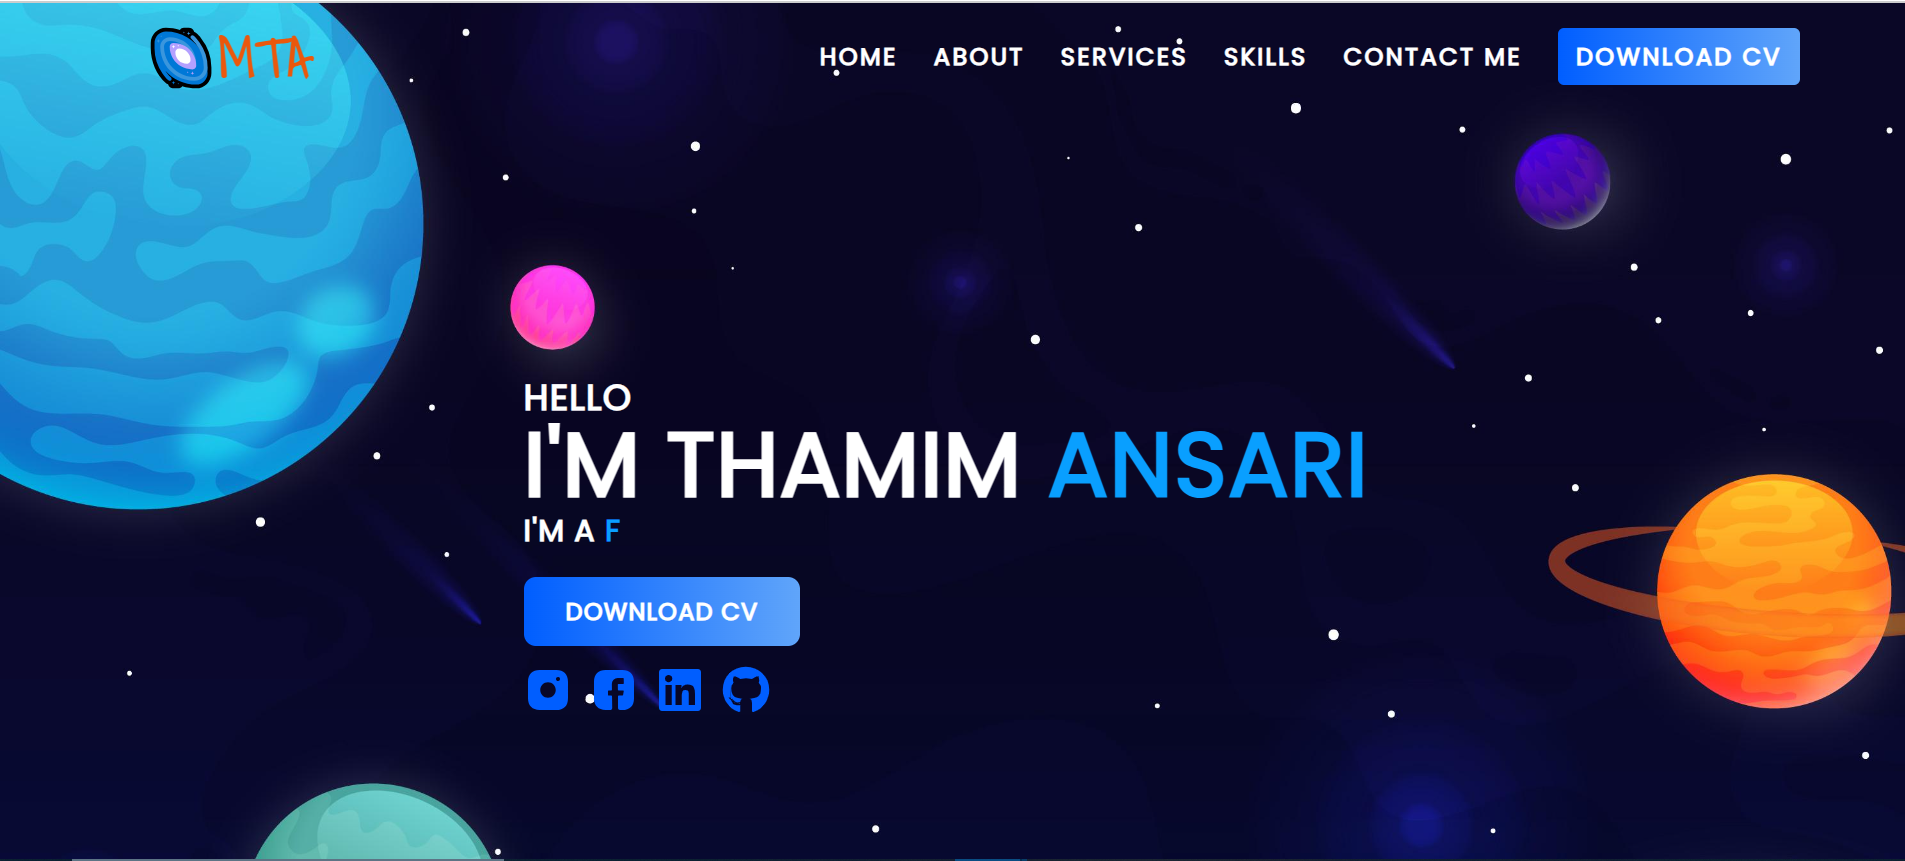 MTA
HOME ABOUT SERVICES SKILLS CONTACT ME DOWNLOAD CV
HELLO
I'M THAMIM ANSARI
I'M A F
DOWNLOAD CV